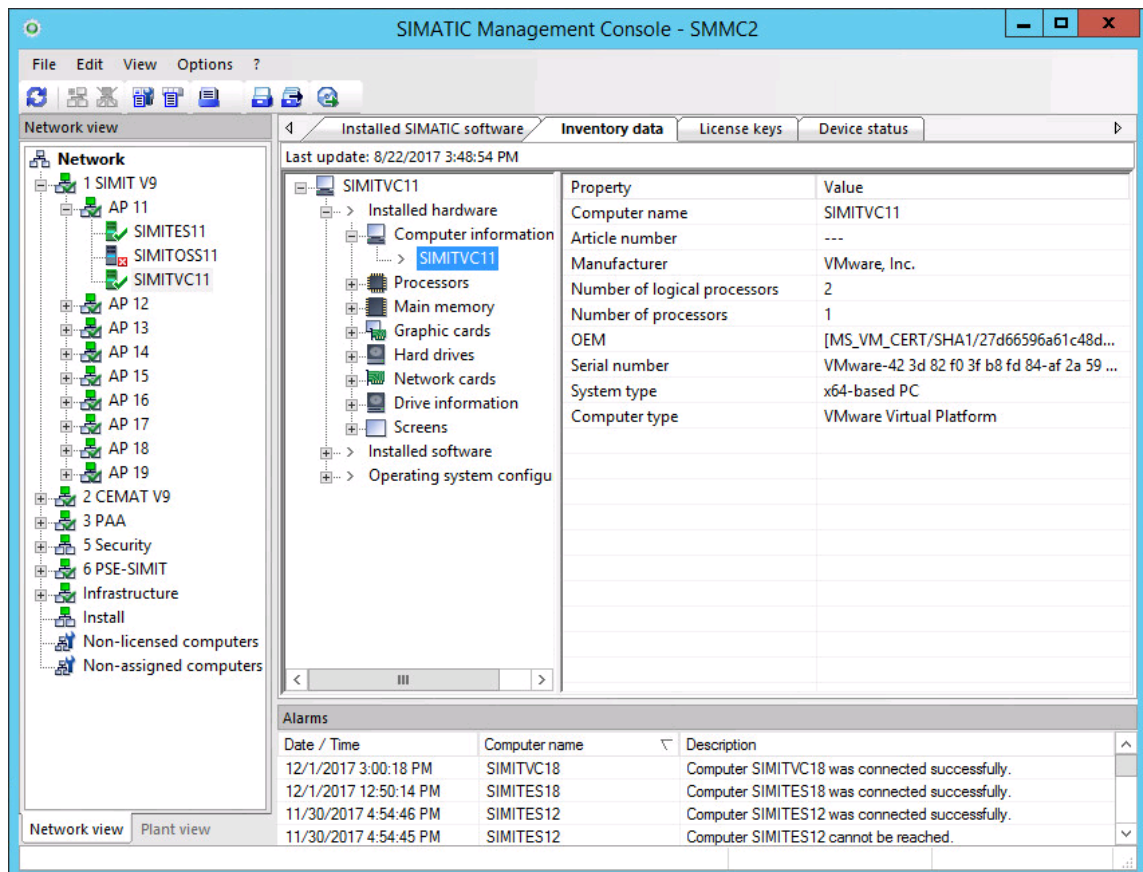 SIMATIC Management Console - SMMC2
File Edit View Options ?
Network view
Installed SIMATIC software Inventory data License keys Device status
Last update: 8/22/2017 3:48:54 PM
Network
1 SIMIT V9
AP 11
SIMITES11
SIMITOSS11
SIMITVC11
AP 12
AP 13
AP 14
AP 15
AP 16
AP 17
AP 18
AP 19
2 CEMAT V9
3 PAA
5 Security
6 PSE-SIMIT
Infrastructure
Install
Non-licensed computers
Non-assigned computers
Network view Plant view
SIMITVC11
Installed hardware
Computer information
SIMITVC11
Processors
Main memory
Graphic cards
Hard drives
Network cards
Drive information
Screens
Installed software
Operating system configu
Property Value
Computer name SIMITVC11
Article number ---
Manufacturer VMware, Inc.
Number of logical processors 2
Number of processors 1
OEM [MS_VM_CERT/SHA1/27d66596a61c48d...
Serial number VMware-42 3d 82 f0 3f b8 fd 84-af 2a 59 ...
System type x64-based PC
Computer type VMware Virtual Platform
Alarms
Date / Time Computer name Description
12/1/2017 3:00:18 PM SIMITVC18 Computer SIMITVC18 was connected successfully.
12/1/2017 12:50:14 PM SIMITES18 Computer SIMITES18 was connected successfully.
11/30/2017 4:54:46 PM SIMITES12 Computer SIMITES12 was connected successfully.
11/30/2017 4:54:45 PM SIMITES12 Computer SIMITES12 cannot be reached.